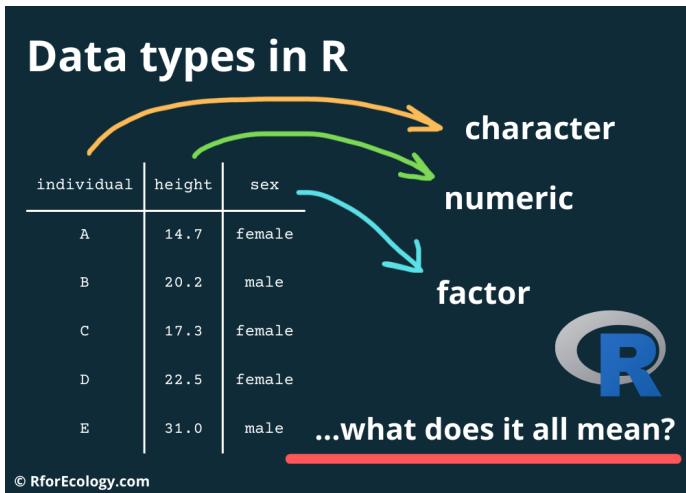 Data types in R
character
numeric
factor
individual height sex
A 14.7 female
B 20.2 male
C 17.3 female
D 22.5 female
E 31.0 male
R
...what does it all mean?
© RforEcology.com